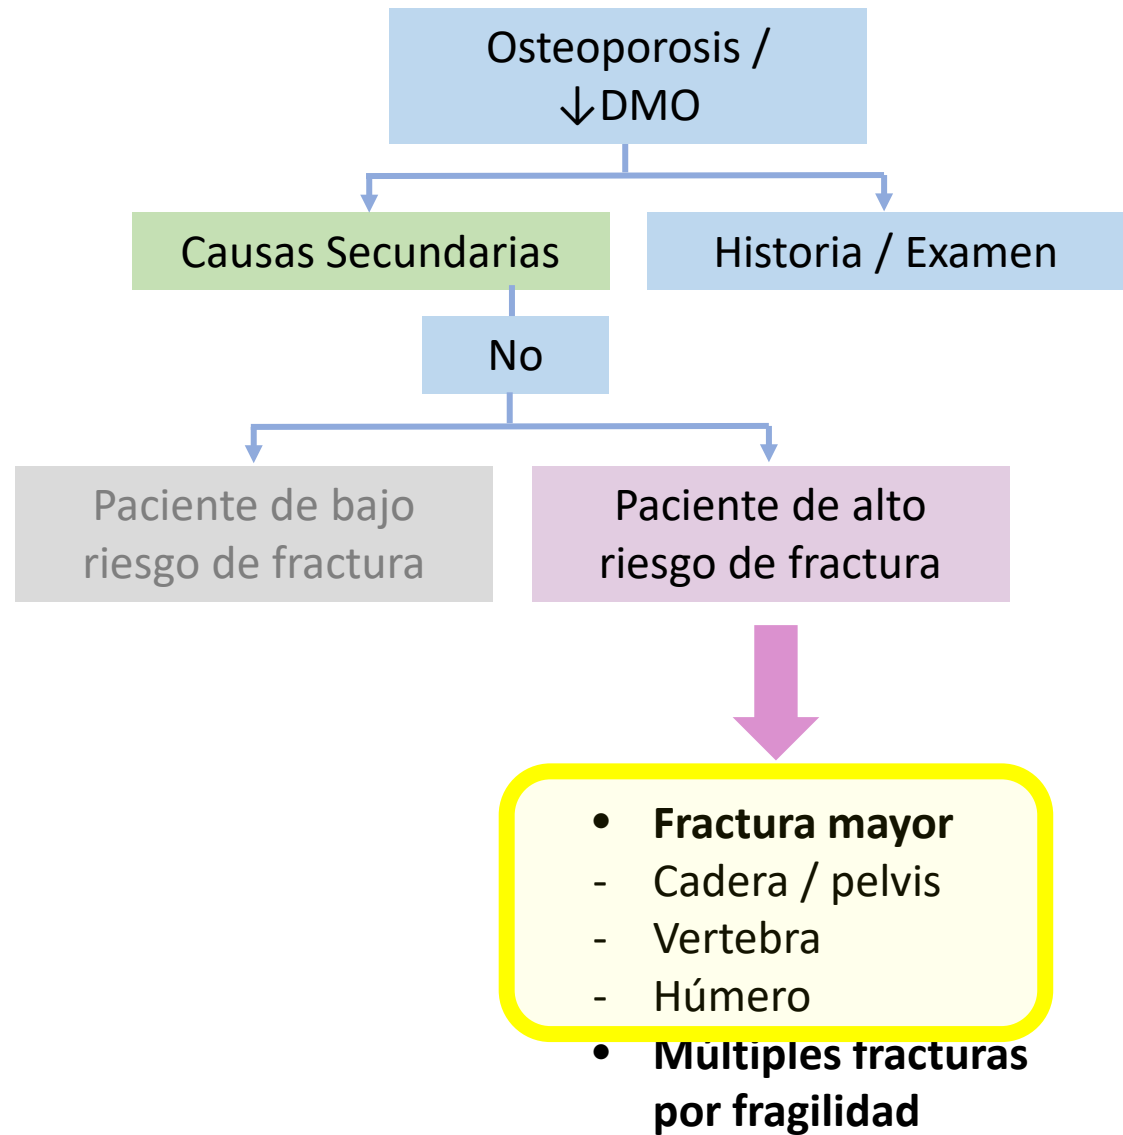 Osteoporosis /
↓DMO
Causas Secundarias
Historia / Examen
No
Paciente de bajo
riesgo de fractura
Paciente de alto
riesgo de fractura
• Fractura mayor
- Cadera / pelvis
- Vertebra
- Húmero
• Múltiples fracturas
por fragilidad